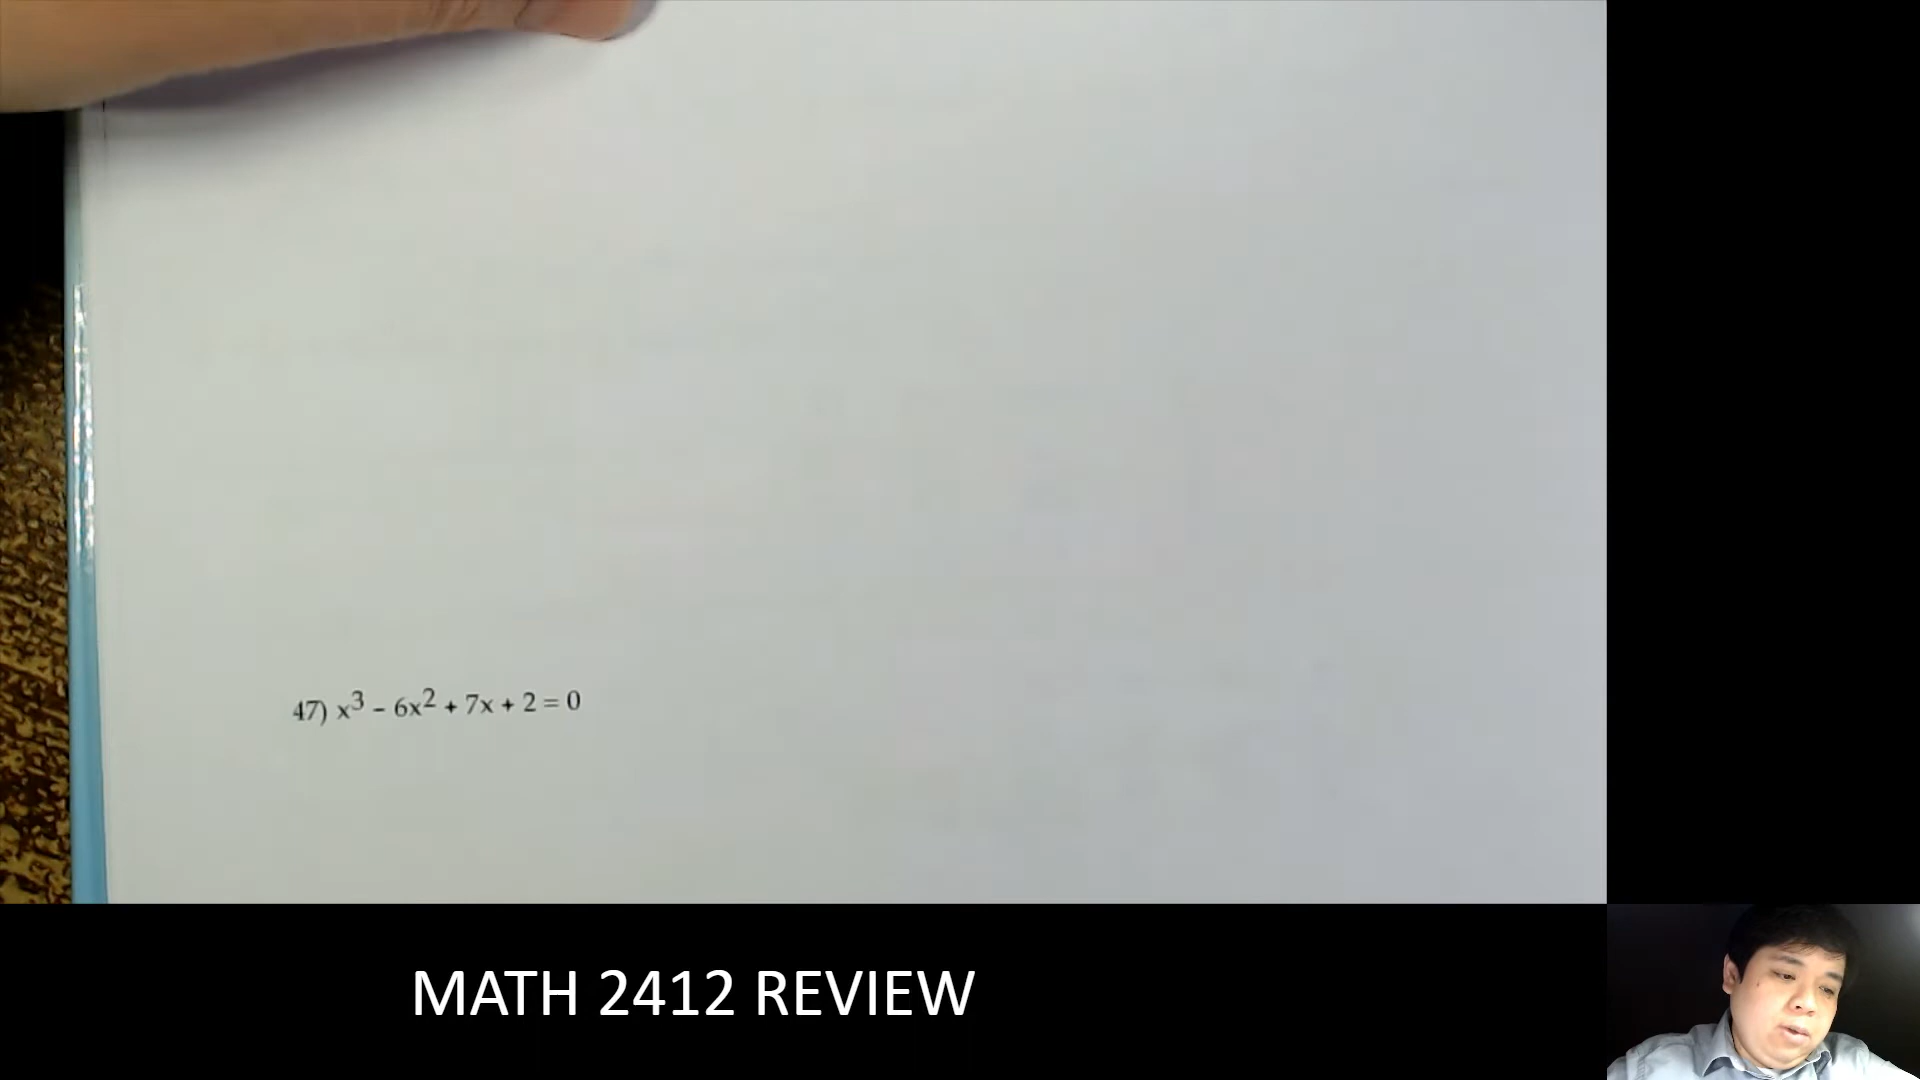 47) x³ - 6x² + 7x + 2 = 0
MATH 2412 REVIEW